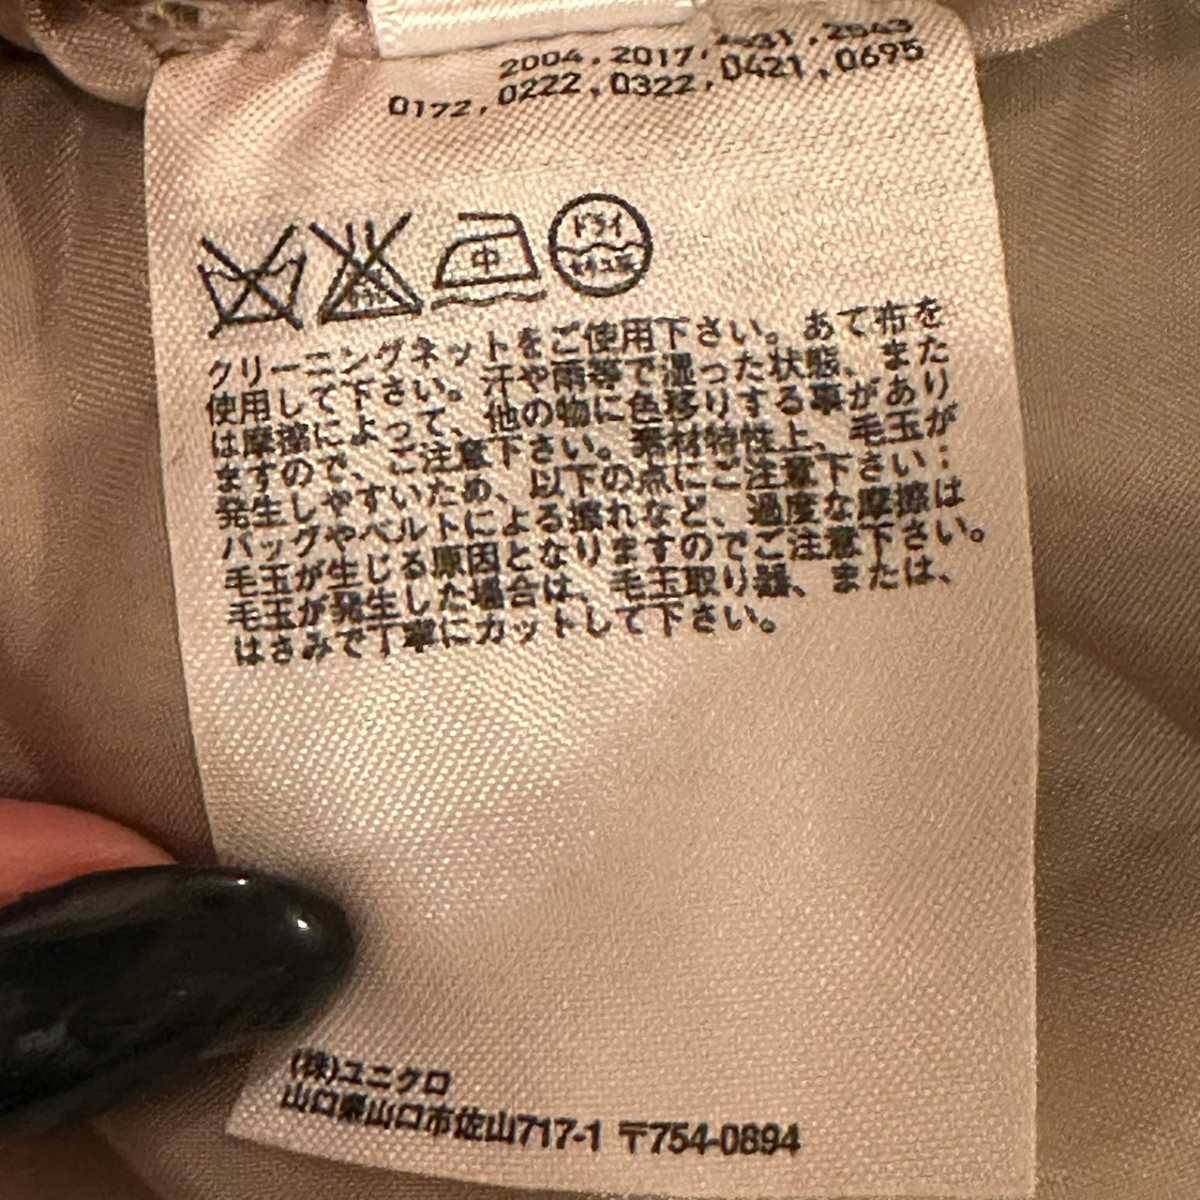 2004, 2017, 2543
0172, 0222, 0322, 0421, 0695
中
ドライ
クリーニングネットをご使用下さい。あて布を
使用して下さい。汗や雨等で湿った状態、また
は摩擦によって、他の物に色移りする事があり
ますので、ご注意下さい。素材特性上、毛玉が
発生しやすいため、以下の点にご注意下さい:
バッグやベルトによる擦れなど、過度な摩擦は
毛玉が生じる原因となりますのでご注意下さい。
毛玉が発生した場合は、毛玉取り器、または、
はさみで丁寧にカットして下さい。
(株)ユニクロ
山口県山口市佐山717-1 〒754-0894